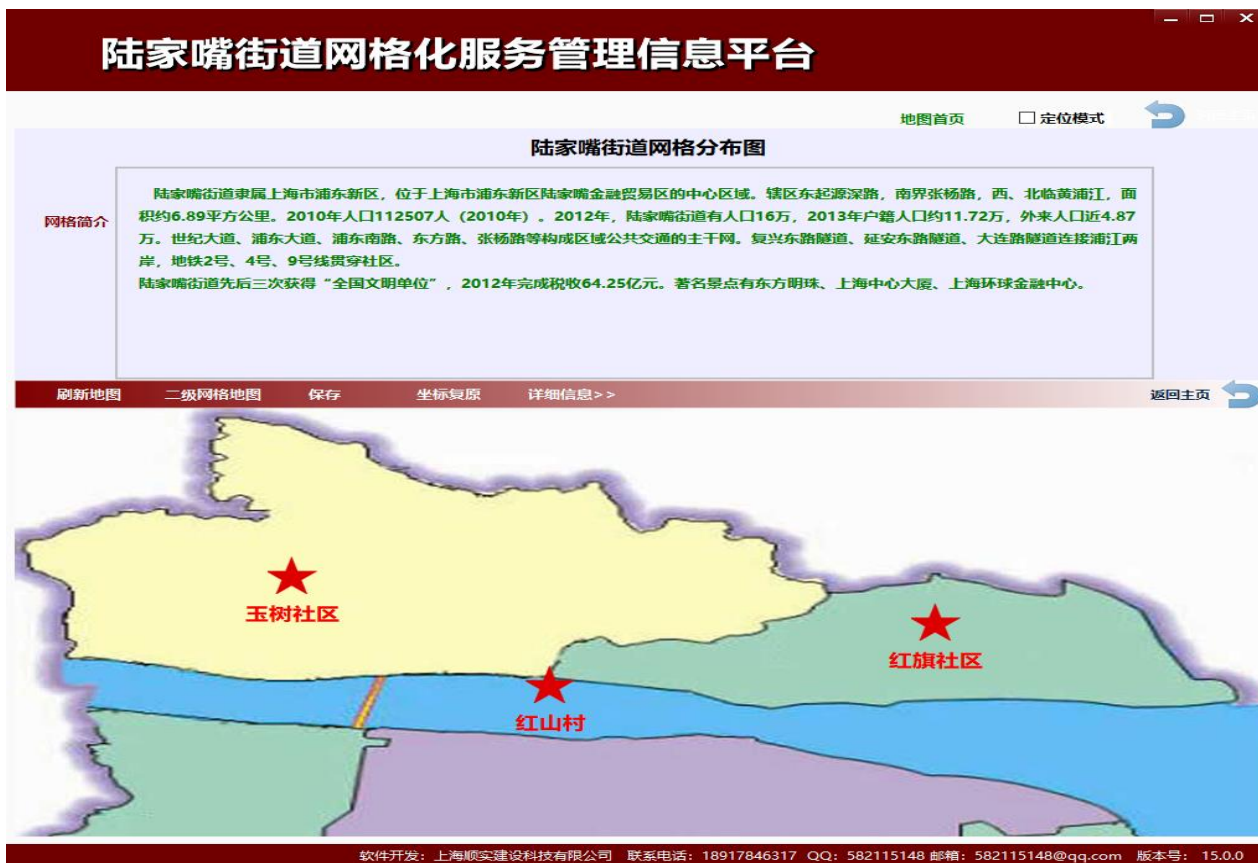 陆家嘴街道网格化服务管理信息平台
地图首页 定位模式
陆家嘴街道网格分布图
网格简介
陆家嘴街道隶属上海市浦东新区，位于上海市浦东新区陆家嘴金融贸易区的中心区域。辖区东起源深路，南界张杨路，西、北临黄浦江，面
积约6.89平方公里。2010年人口112507人（2010年）。2012年，陆家嘴街道有人口16万，2013年户籍人口约11.72万，外来人口近4.87
万。世纪大道、浦东大道、浦东南路、东方路、张杨路等构成区域公共交通的主干网。复兴东路隧道、延安东路隧道、大连路隧道连接浦江两
岸，地铁2号、4号、9号线贯穿社区。
陆家嘴街道先后三次获得“全国文明单位”，2012年完成税收64.25亿元。著名景点有东方明珠、上海中心大厦、上海环球金融中心。
刷新地图 二级网格地图 保存 坐标复原 详细信息>> 返回主页
玉树社区
红旗社区
红山村
软件开发：上海顺实建设科技有限公司 联系电话：18917846317 QQ：582115148 邮箱：582115148@qq.com 版本号： 15.0.0